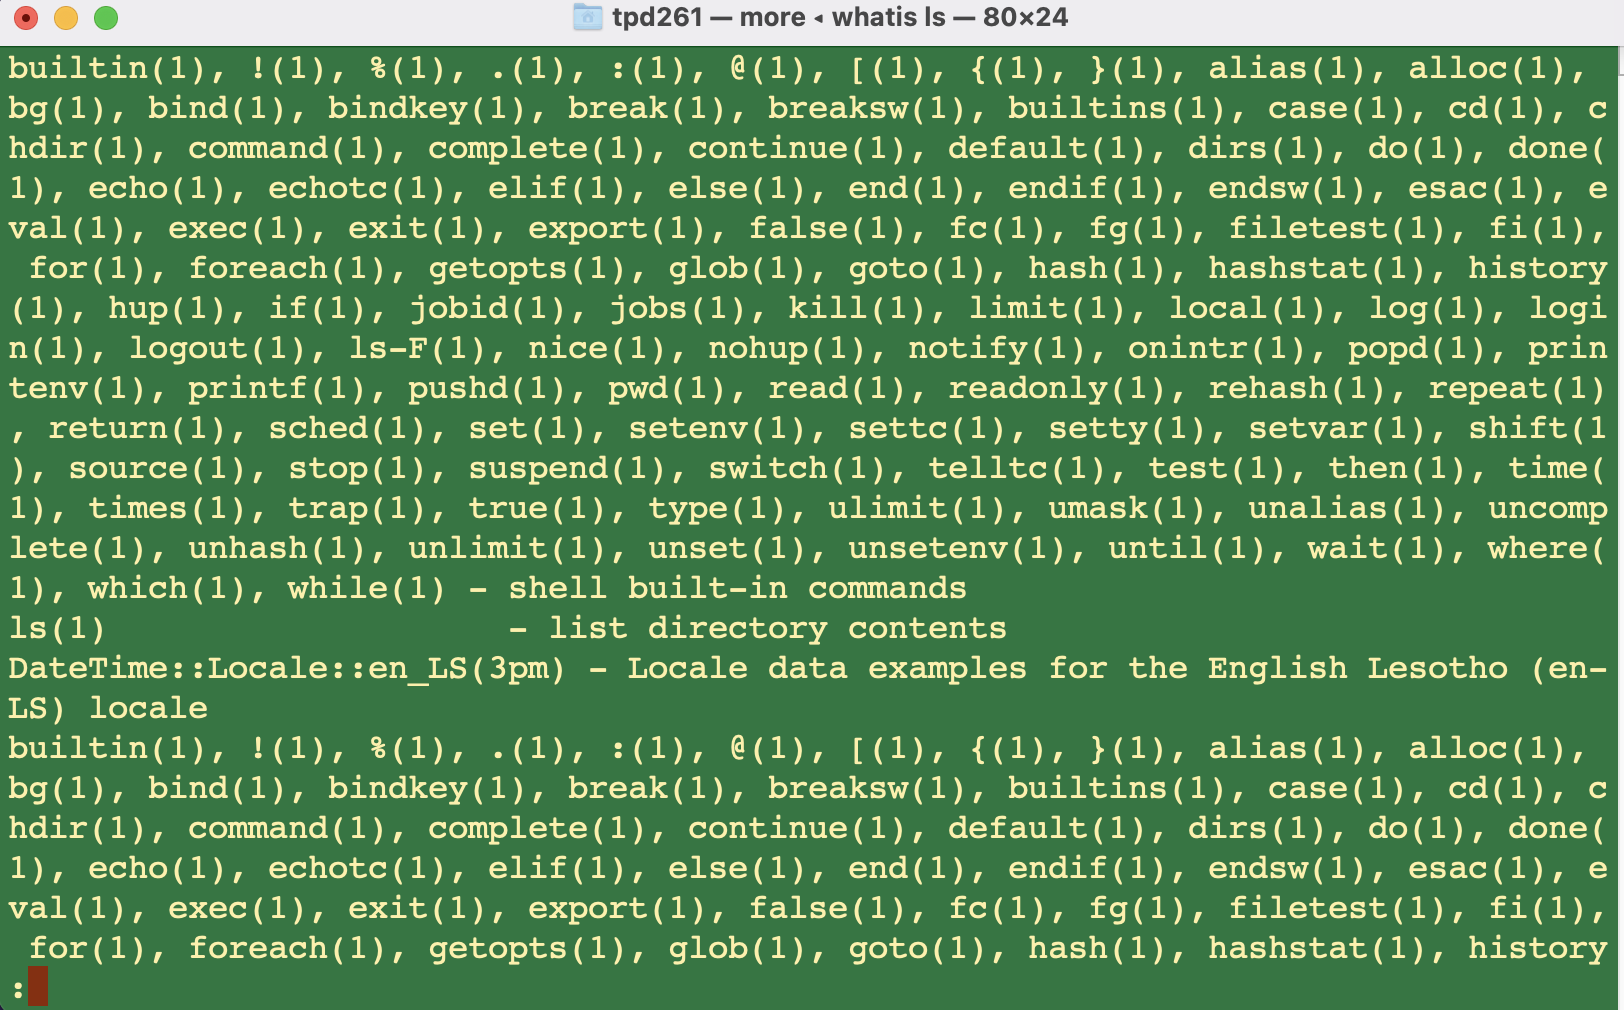 tpd261 — more ◂ whatis ls — 80×24
builtin(1), !(1), %(1), .(1), :(1), @(1), [(1), {(1), }(1), alias(1), alloc(1),
bg(1), bind(1), bindkey(1), break(1), breaksw(1), builtins(1), case(1), cd(1), c
hdir(1), command(1), complete(1), continue(1), default(1), dirs(1), do(1), done(
1), echo(1), echotc(1), elif(1), else(1), end(1), endif(1), endsw(1), esac(1), e
val(1), exec(1), exit(1), export(1), false(1), fc(1), fg(1), filetest(1), fi(1),
 for(1), foreach(1), getopts(1), glob(1), goto(1), hash(1), hashstat(1), history
(1), hup(1), if(1), jobid(1), jobs(1), kill(1), limit(1), local(1), log(1), logi
n(1), logout(1), ls-F(1), nice(1), nohup(1), notify(1), onintr(1), popd(1), prin
tenv(1), printf(1), pushd(1), pwd(1), read(1), readonly(1), rehash(1), repeat(1)
, return(1), sched(1), set(1), setenv(1), settc(1), setty(1), setvar(1), shift(1
), source(1), stop(1), suspend(1), switch(1), telltc(1), test(1), then(1), time(
1), times(1), trap(1), true(1), type(1), ulimit(1), umask(1), unalias(1), uncomp
lete(1), unhash(1), unlimit(1), unset(1), unsetenv(1), until(1), wait(1), where(
1), which(1), while(1) - shell built-in commands
ls(1)                    - list directory contents
DateTime::Locale::en_LS(3pm) - Locale data examples for the English Lesotho (en-
LS) locale
builtin(1), !(1), %(1), .(1), :(1), @(1), [(1), {(1), }(1), alias(1), alloc(1),
bg(1), bind(1), bindkey(1), break(1), breaksw(1), builtins(1), case(1), cd(1), c
hdir(1), command(1), complete(1), continue(1), default(1), dirs(1), do(1), done(
1), echo(1), echotc(1), elif(1), else(1), end(1), endif(1), endsw(1), esac(1), e
val(1), exec(1), exit(1), export(1), false(1), fc(1), fg(1), filetest(1), fi(1),
 for(1), foreach(1), getopts(1), glob(1), goto(1), hash(1), hashstat(1), history
: